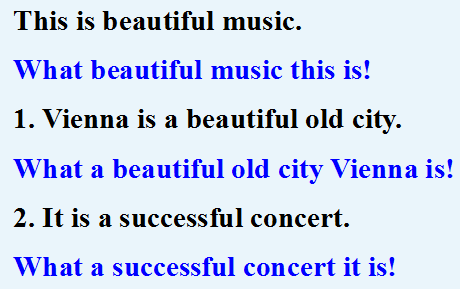 This is beautiful music.
What beautiful music this is!
1. Vienna is a beautiful old city.
What a beautiful old city Vienna is!
2. It is a successful concert.
What a successful concert it is!